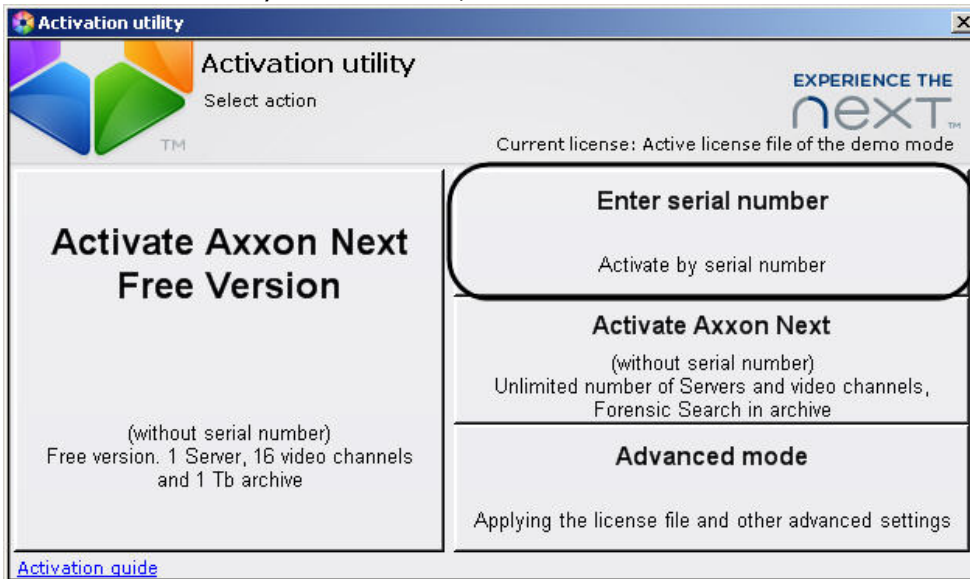 Activation utility
Activation utility
Select action
TM
EXPERIENCE THE
next TM
Current license: Active license file of the demo mode
Activate Axxon Next
Free Version
(without serial number)
Free version. 1 Server, 16 video channels
and 1 Tb archive
Enter serial number
Activate by serial number
Activate Axxon Next
(without serial number)
Unlimited number of Servers and video channels,
Forensic Search in archive
Advanced mode
Applying the license file and other advanced settings
Activation guide